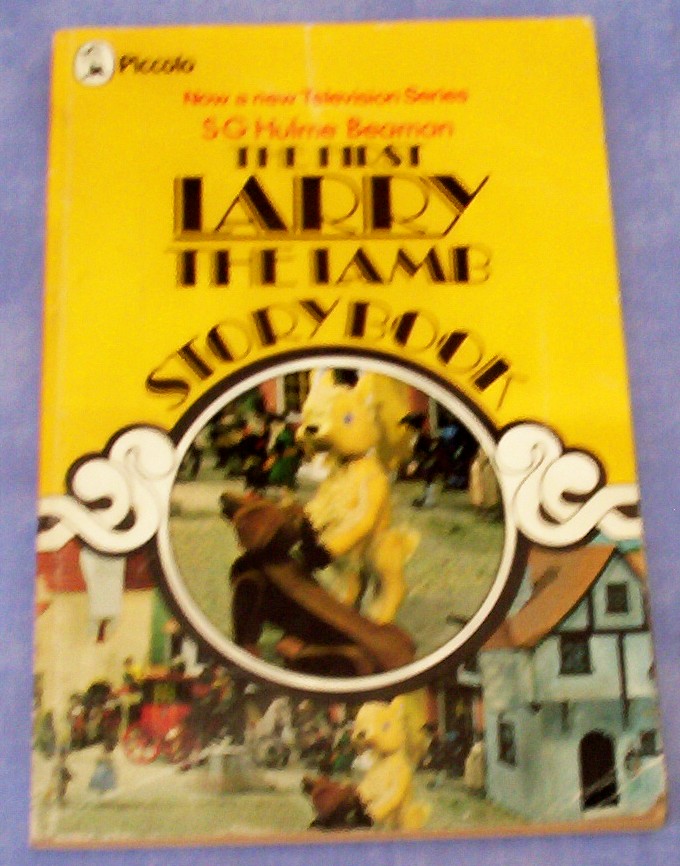 Piccolo
Now a new Television Series
S G Hulme Beaman
THE FIRST
LARRY
THE LAMB
STORYBOOK